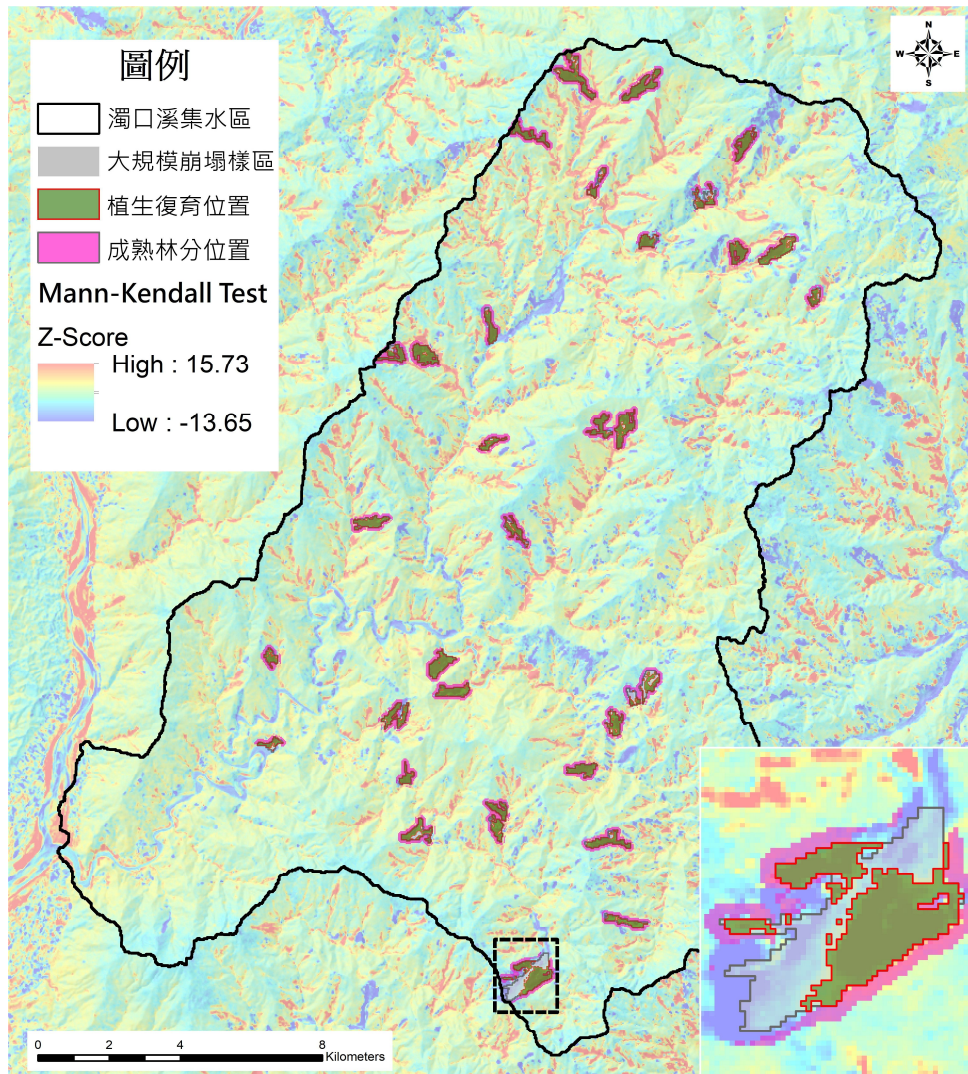 圖例
濁口溪集水區
大規模崩塌樣區
植生復育位置
成熟林分位置
Mann-Kendall Test
Z-Score
High : 15.73
Low : -13.65
N
W E
S
0 2 4 8
Kilometers